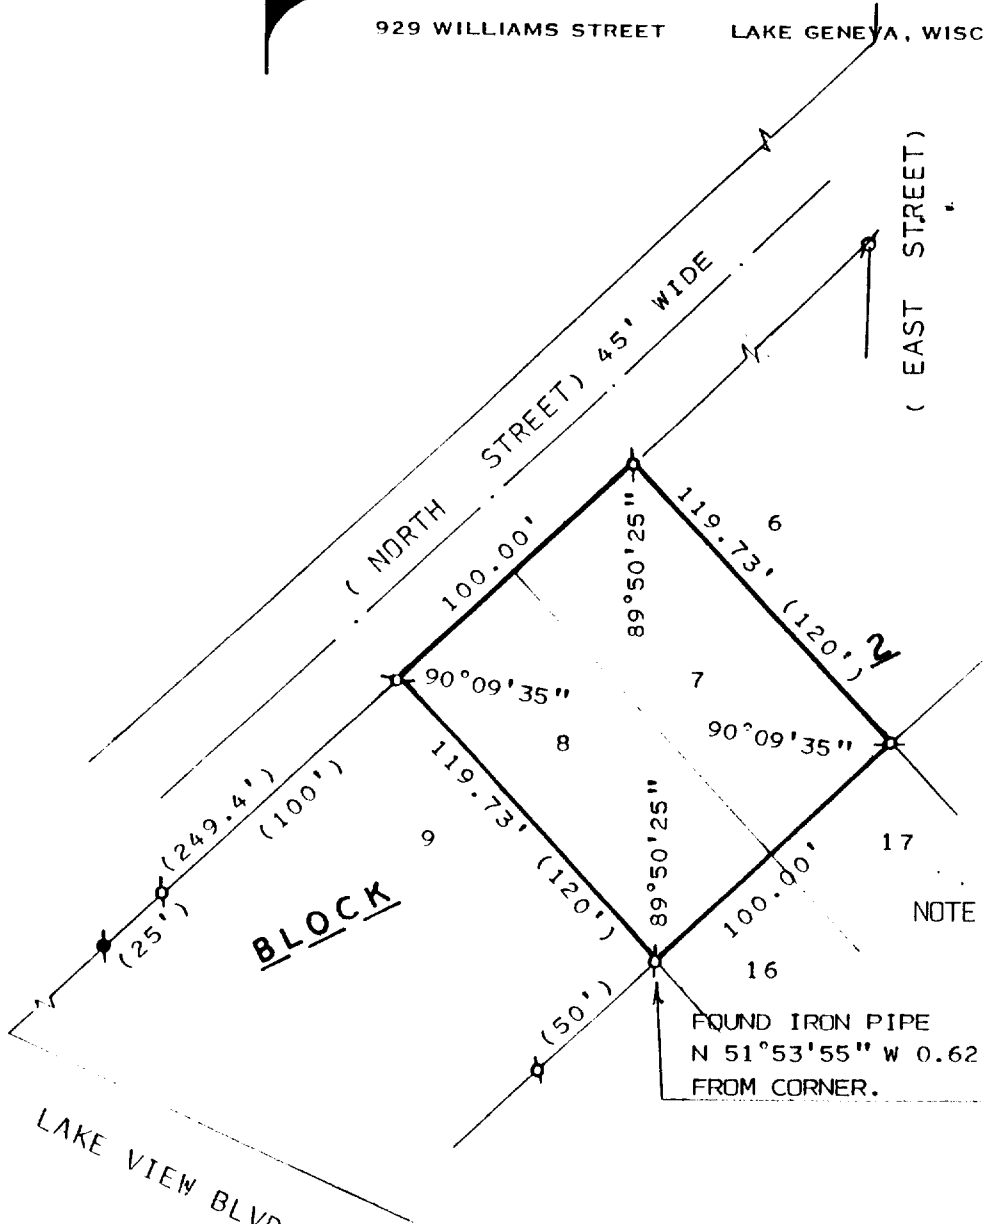 929 WILLIAMS STREET LAKE GENEVA, WISC
( EAST STREET)
( NORTH STREET) 45' WIDE
100.00'
119.73' (120')
6
2
89°50'25"
90°09'35"
7
8
90°09'35"
119.73' (120')
89°50'25"
(249.4')
(100')
(25')
9
BLOCK
17
100.00'
NOTE
16
(50')
FOUND IRON PIPE
N 51°53'55" W 0.62
FROM CORNER.
LAKE VIEW BLVD